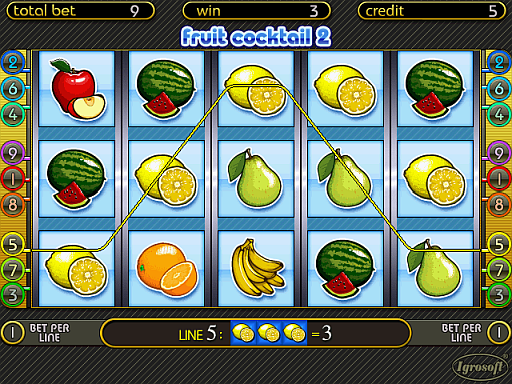 total bet 9 win 3 credit 5
fruit cocktail 2
2 2
6 6
4 4
9 9
1 1
8 8
5 5
7 7
3 3
1 BET PER LINE LINE 5: = 3 BET PER LINE 1
Igrosoft